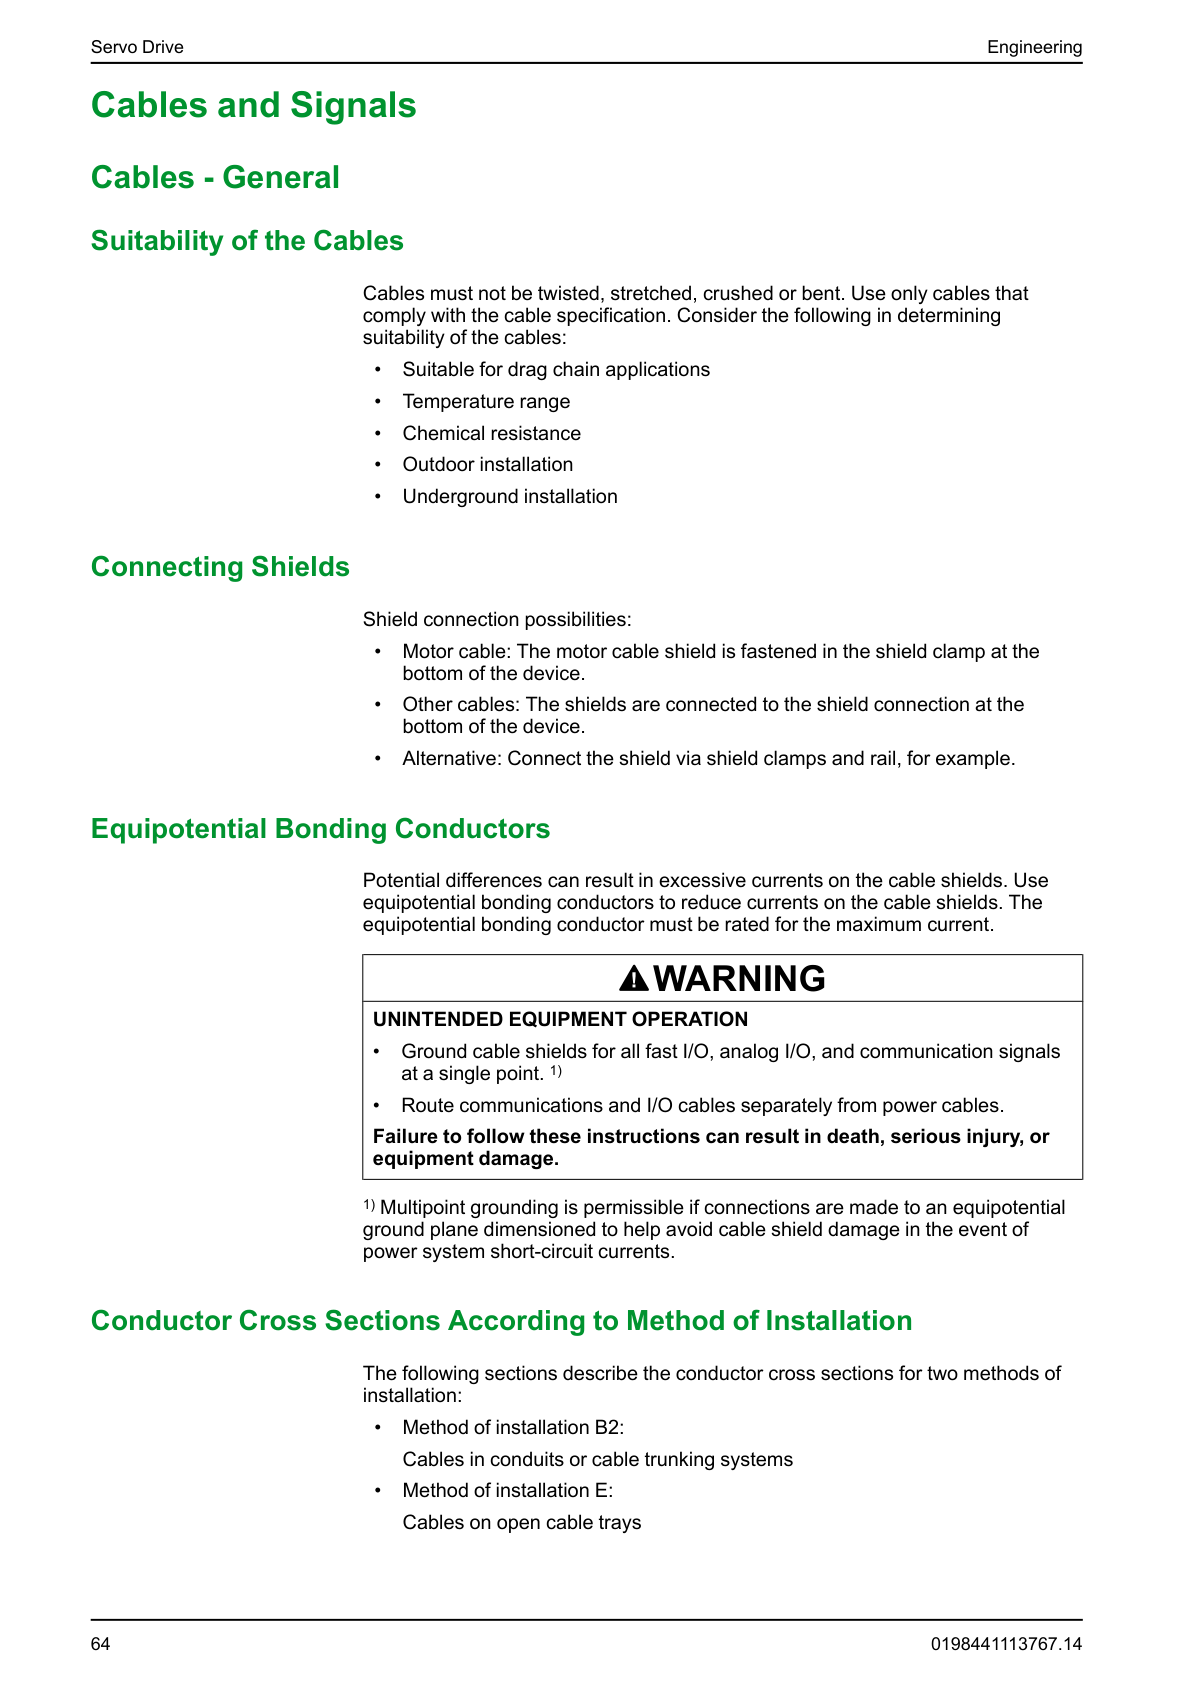 Servo Drive
Engineering
Cables and Signals
Cables - General
Suitability of the Cables
Cables must not be twisted, stretched, crushed or bent. Use only cables that
comply with the cable specification. Consider the following in determining
suitability of the cables:
• Suitable for drag chain applications
• Temperature range
• Chemical resistance
• Outdoor installation
• Underground installation
Connecting Shields
Shield connection possibilities:
• Motor cable: The motor cable shield is fastened in the shield clamp at the
bottom of the device.
• Other cables: The shields are connected to the shield connection at the
bottom of the device.
• Alternative: Connect the shield via shield clamps and rail, for example.
Equipotential Bonding Conductors
Potential differences can result in excessive currents on the cable shields. Use
equipotential bonding conductors to reduce currents on the cable shields. The
equipotential bonding conductor must be rated for the maximum current.
WARNING
UNINTENDED EQUIPMENT OPERATION
• Ground cable shields for all fast I/O, analog I/O, and communication signals
at a single point. 1)
• Route communications and I/O cables separately from power cables.
Failure to follow these instructions can result in death, serious injury, or
equipment damage.
1) Multipoint grounding is permissible if connections are made to an equipotential
ground plane dimensioned to help avoid cable shield damage in the event of
power system short-circuit currents.
Conductor Cross Sections According to Method of Installation
The following sections describe the conductor cross sections for two methods of
installation:
• Method of installation B2:
Cables in conduits or cable trunking systems
• Method of installation E:
Cables on open cable trays
64
0198441113767.14